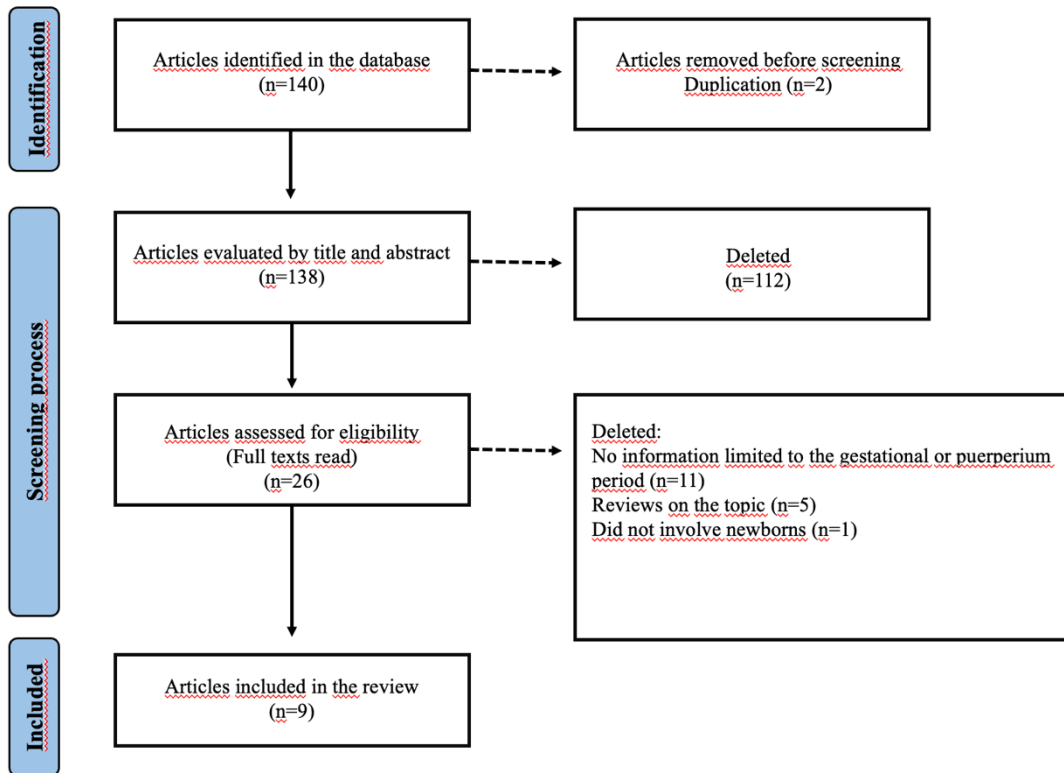 Identification
Articles identified in the database
(n=140)
Articles removed before screening
Duplication (n=2)
Screening process
Articles evaluated by title and abstract
(n=138)
Deleted
(n=112)
Articles assessed for eligibility
(Full texts read)
(n=26)
Deleted:
No information limited to the gestational or puerperium
period (n=11)
Reviews on the topic (n=5)
Did not involve newborns (n=1)
Included
Articles included in the review
(n=9)